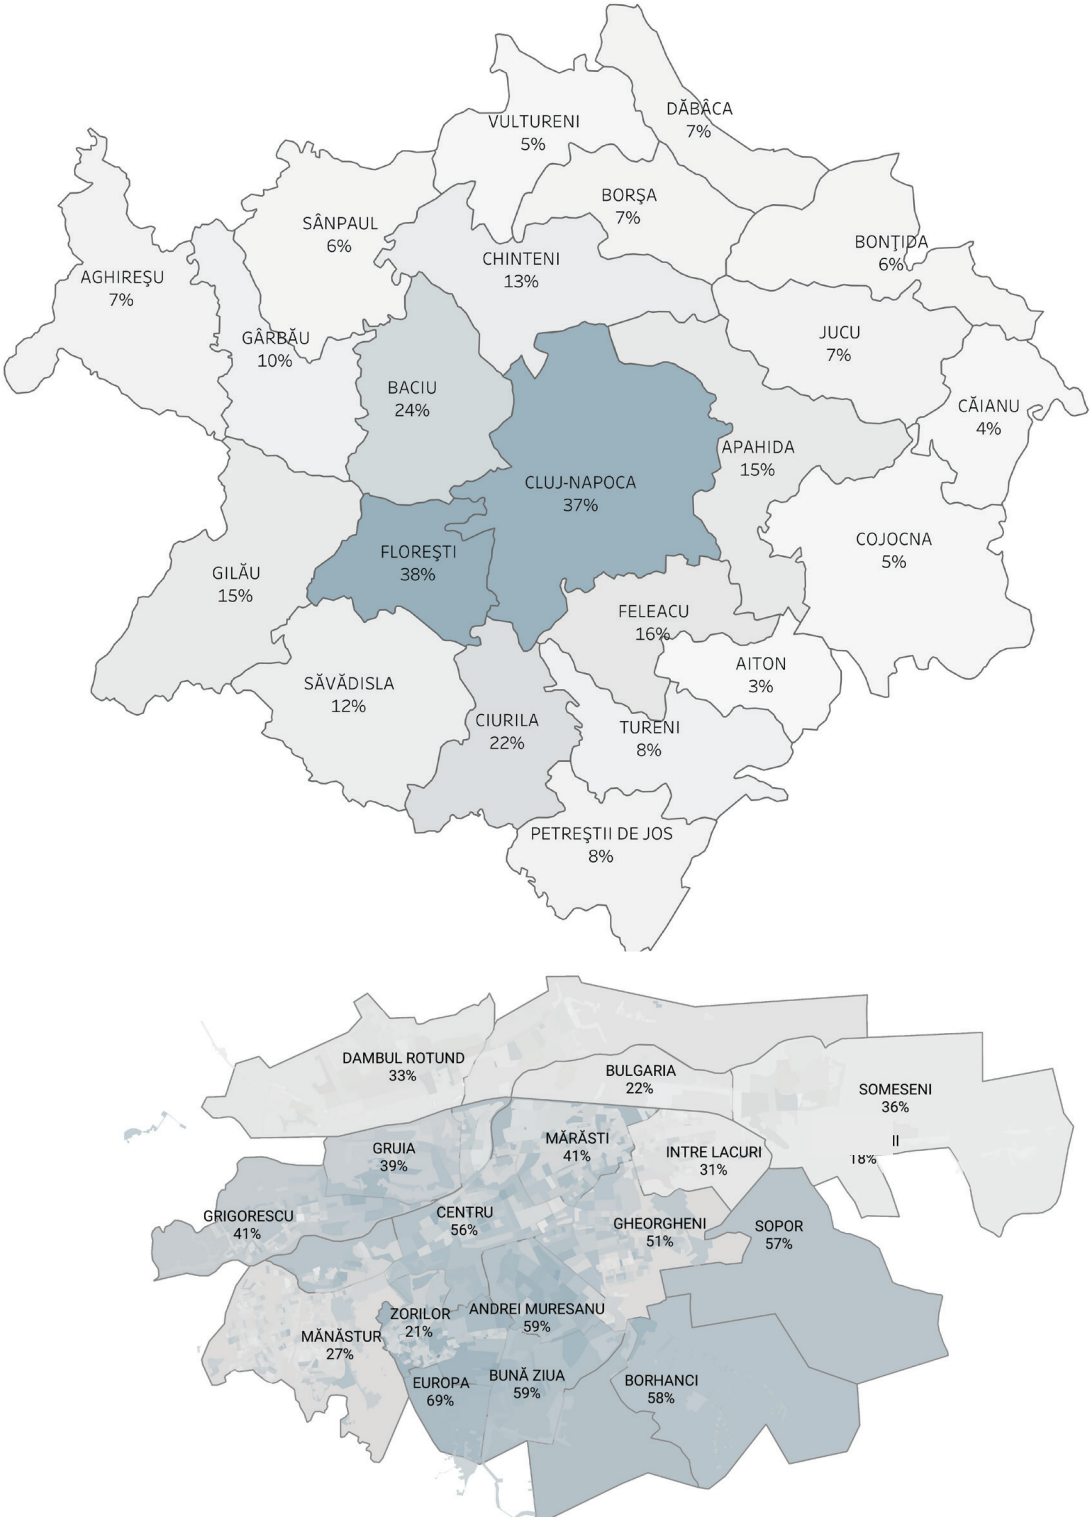 DĂBÂCA
7%
VULTURENI
5%
BORŞA
7%
SÂNPAUL
6%
BONŢIDA
6%
CHINTENI
13%
AGHIREŞU
7%
GÂRBĂU
10%
JUCU
7%
BACIU
24%
CĂIANU
4%
APAHIDA
15%
CLUJ-NAPOCA
37%
COJOCNA
5%
FLOREŞTI
38%
GILĂU
15%
FELEACU
16%
AITON
3%
SĂVĂDISLA
12%
CIURILA
22%
TURENI
8%
PETREŞTII DE JOS
8%
DAMBUL ROTUND
33%
BULGARIA
22%
SOMESENI
36%
II
18%
MĂRĂSTI
41%
GRUIA
39%
INTRE LACURI
31%
GRIGORESCU
41%
CENTRU
56%
GHEORGHENI
51%
SOPOR
57%
ZORILOR
21%
ANDREI MURESANU
59%
MĂNĂSTUR
27%
EUROPA
69%
BUNĂ ZIUA
59%
BORHANCI
58%